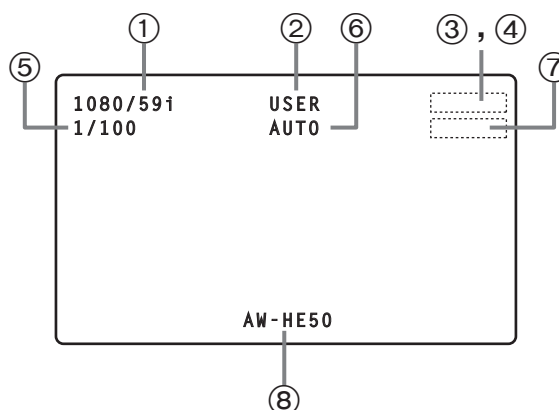 ① ② ⑥ ③ , ④
⑤ ⑦
1080/59i USER
1/100 AUTO
AW-HE50
⑧